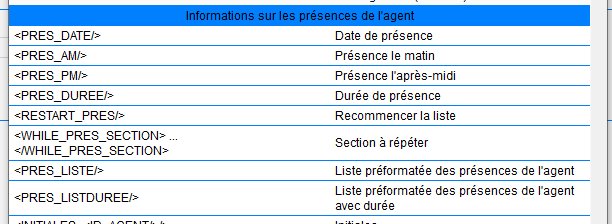 Informations sur les présences de l'agent
<PRES_DATE/> Date de présence
<PRES_AM/> Présence le matin
<PRES_PM/> Présence l'après-midi
<PRES_DUREE/> Durée de présence
<RESTART_PRES/> Recommencer la liste
<WHILE_PRES_SECTION> ...
</WHILE_PRES_SECTION>
Section à répéter
<PRES_LISTE/> Liste préformatée des présences de l'agent
<PRES_LISTDUREE/> Liste préformatée des présences de l'agent
avec durée